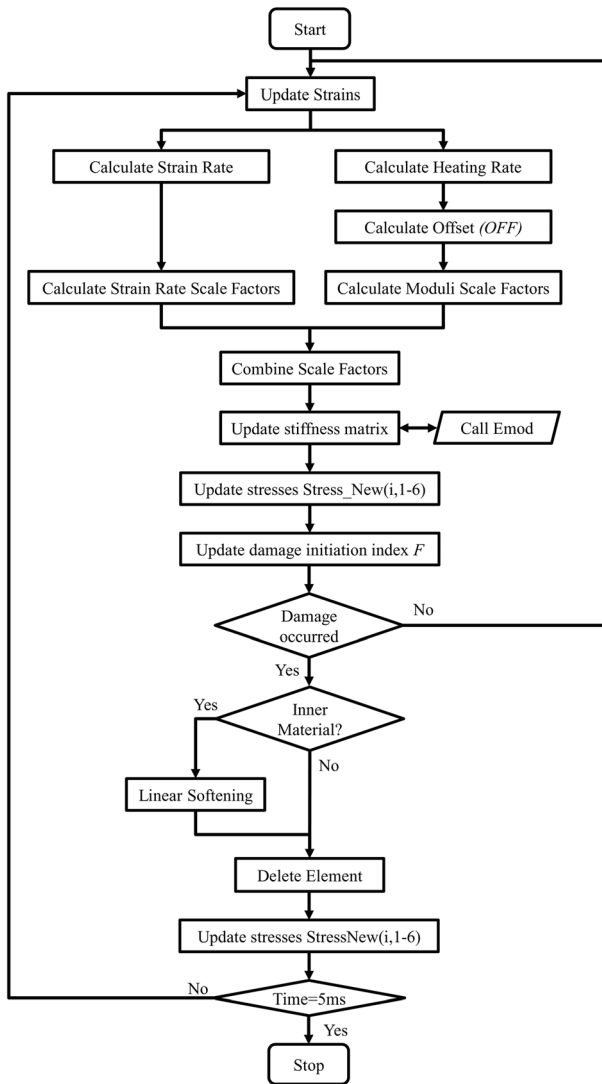 Start
Update Strains
Calculate Strain Rate
Calculate Heating Rate
Calculate Offset (OFF)
Calculate Strain Rate Scale Factors
Calculate Moduli Scale Factors
Combine Scale Factors
Update stiffness matrix
Call Emod
Update stresses Stress_New(i,1-6)
Update damage initiation index F
Damage
occurred
No
Yes
Inner
Material?
Yes
No
Linear Softening
Delete Element
Update stresses StressNew(i,1-6)
No
Time=5ms
Yes
Stop